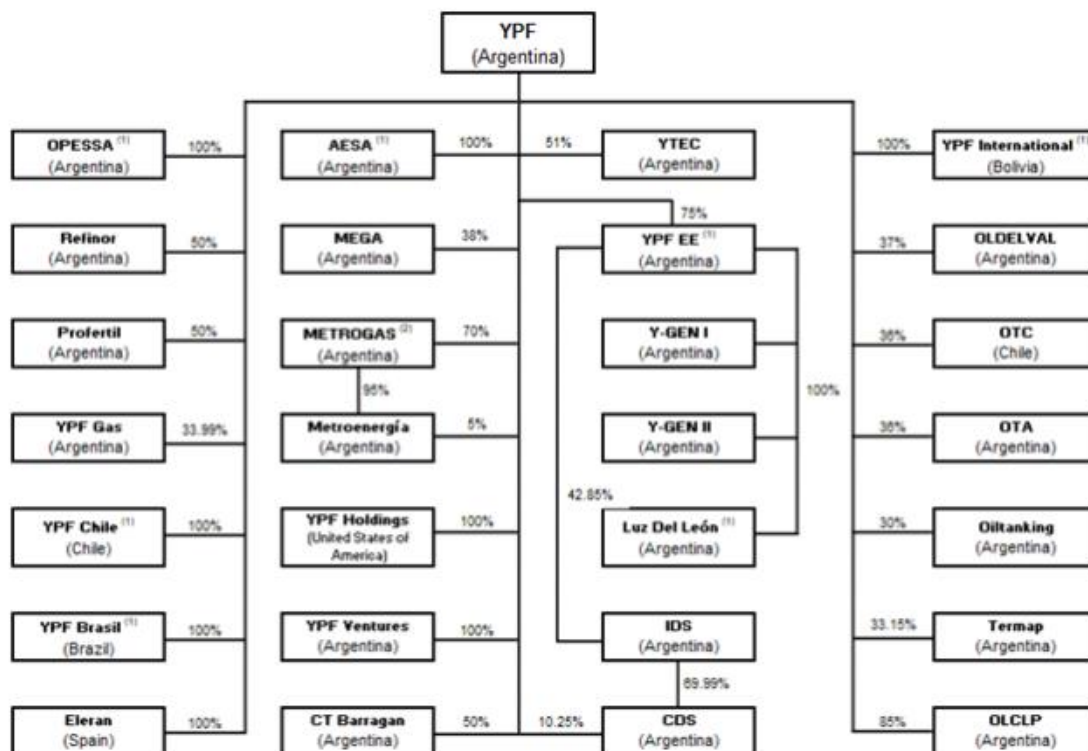 YPF
(Argentina)
OPESSA (1)
(Argentina)
100%
AESA (1)
(Argentina)
100%
51%
YTEC
(Argentina)
100%
YPF International (1)
(Bolivia)
75%
Refinor
(Argentina)
50%
MEGA
(Argentina)
38%
YPF EE (1)
(Argentina)
37%
OLDELVAL
(Argentina)
Profertil
(Argentina)
50%
METROGAS (2)
(Argentina)
70%
Y-GEN I
(Argentina)
36%
OTC
(Chile)
95%
100%
YPF Gas
(Argentina)
33.99%
Metroenergía
(Argentina)
5%
Y-GEN II
(Argentina)
36%
OTA
(Argentina)
42.85%
YPF Chile (1)
(Chile)
100%
YPF Holdings
(United States of
America)
100%
Luz Del León (1)
(Argentina)
30%
Oiltanking
(Argentina)
YPF Brasil (1)
(Brazil)
100%
YPF Ventures
(Argentina)
100%
IDS
(Argentina)
33.15%
Termap
(Argentina)
69.99%
Eleran
(Spain)
100%
CT Barragan
(Argentina)
50%
10.25%
CDS
(Argentina)
85%
OLCLP
(Argentina)